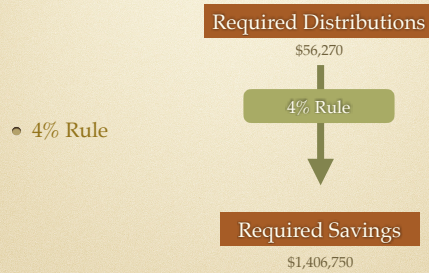 Required Distributions
$56,270
4% Rule
4% Rule
Required Savings
$1,406,750